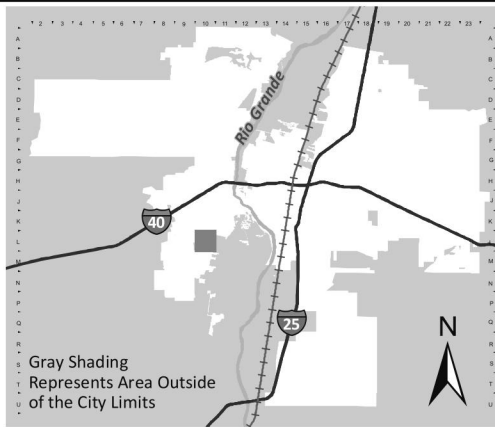 2 3 4 5 6 7 8 9 10 11 12 13 14 15 16 17 18 19 20 21 22 23
A A
B B
C C
D D
E E
F F
G G
H H
J J
K K
L L
M M
N N
P P
Q Q
R R
S S
T T
U U
Rio Grande
40
25
N
Gray Shading
Represents Area Outside
of the City Limits